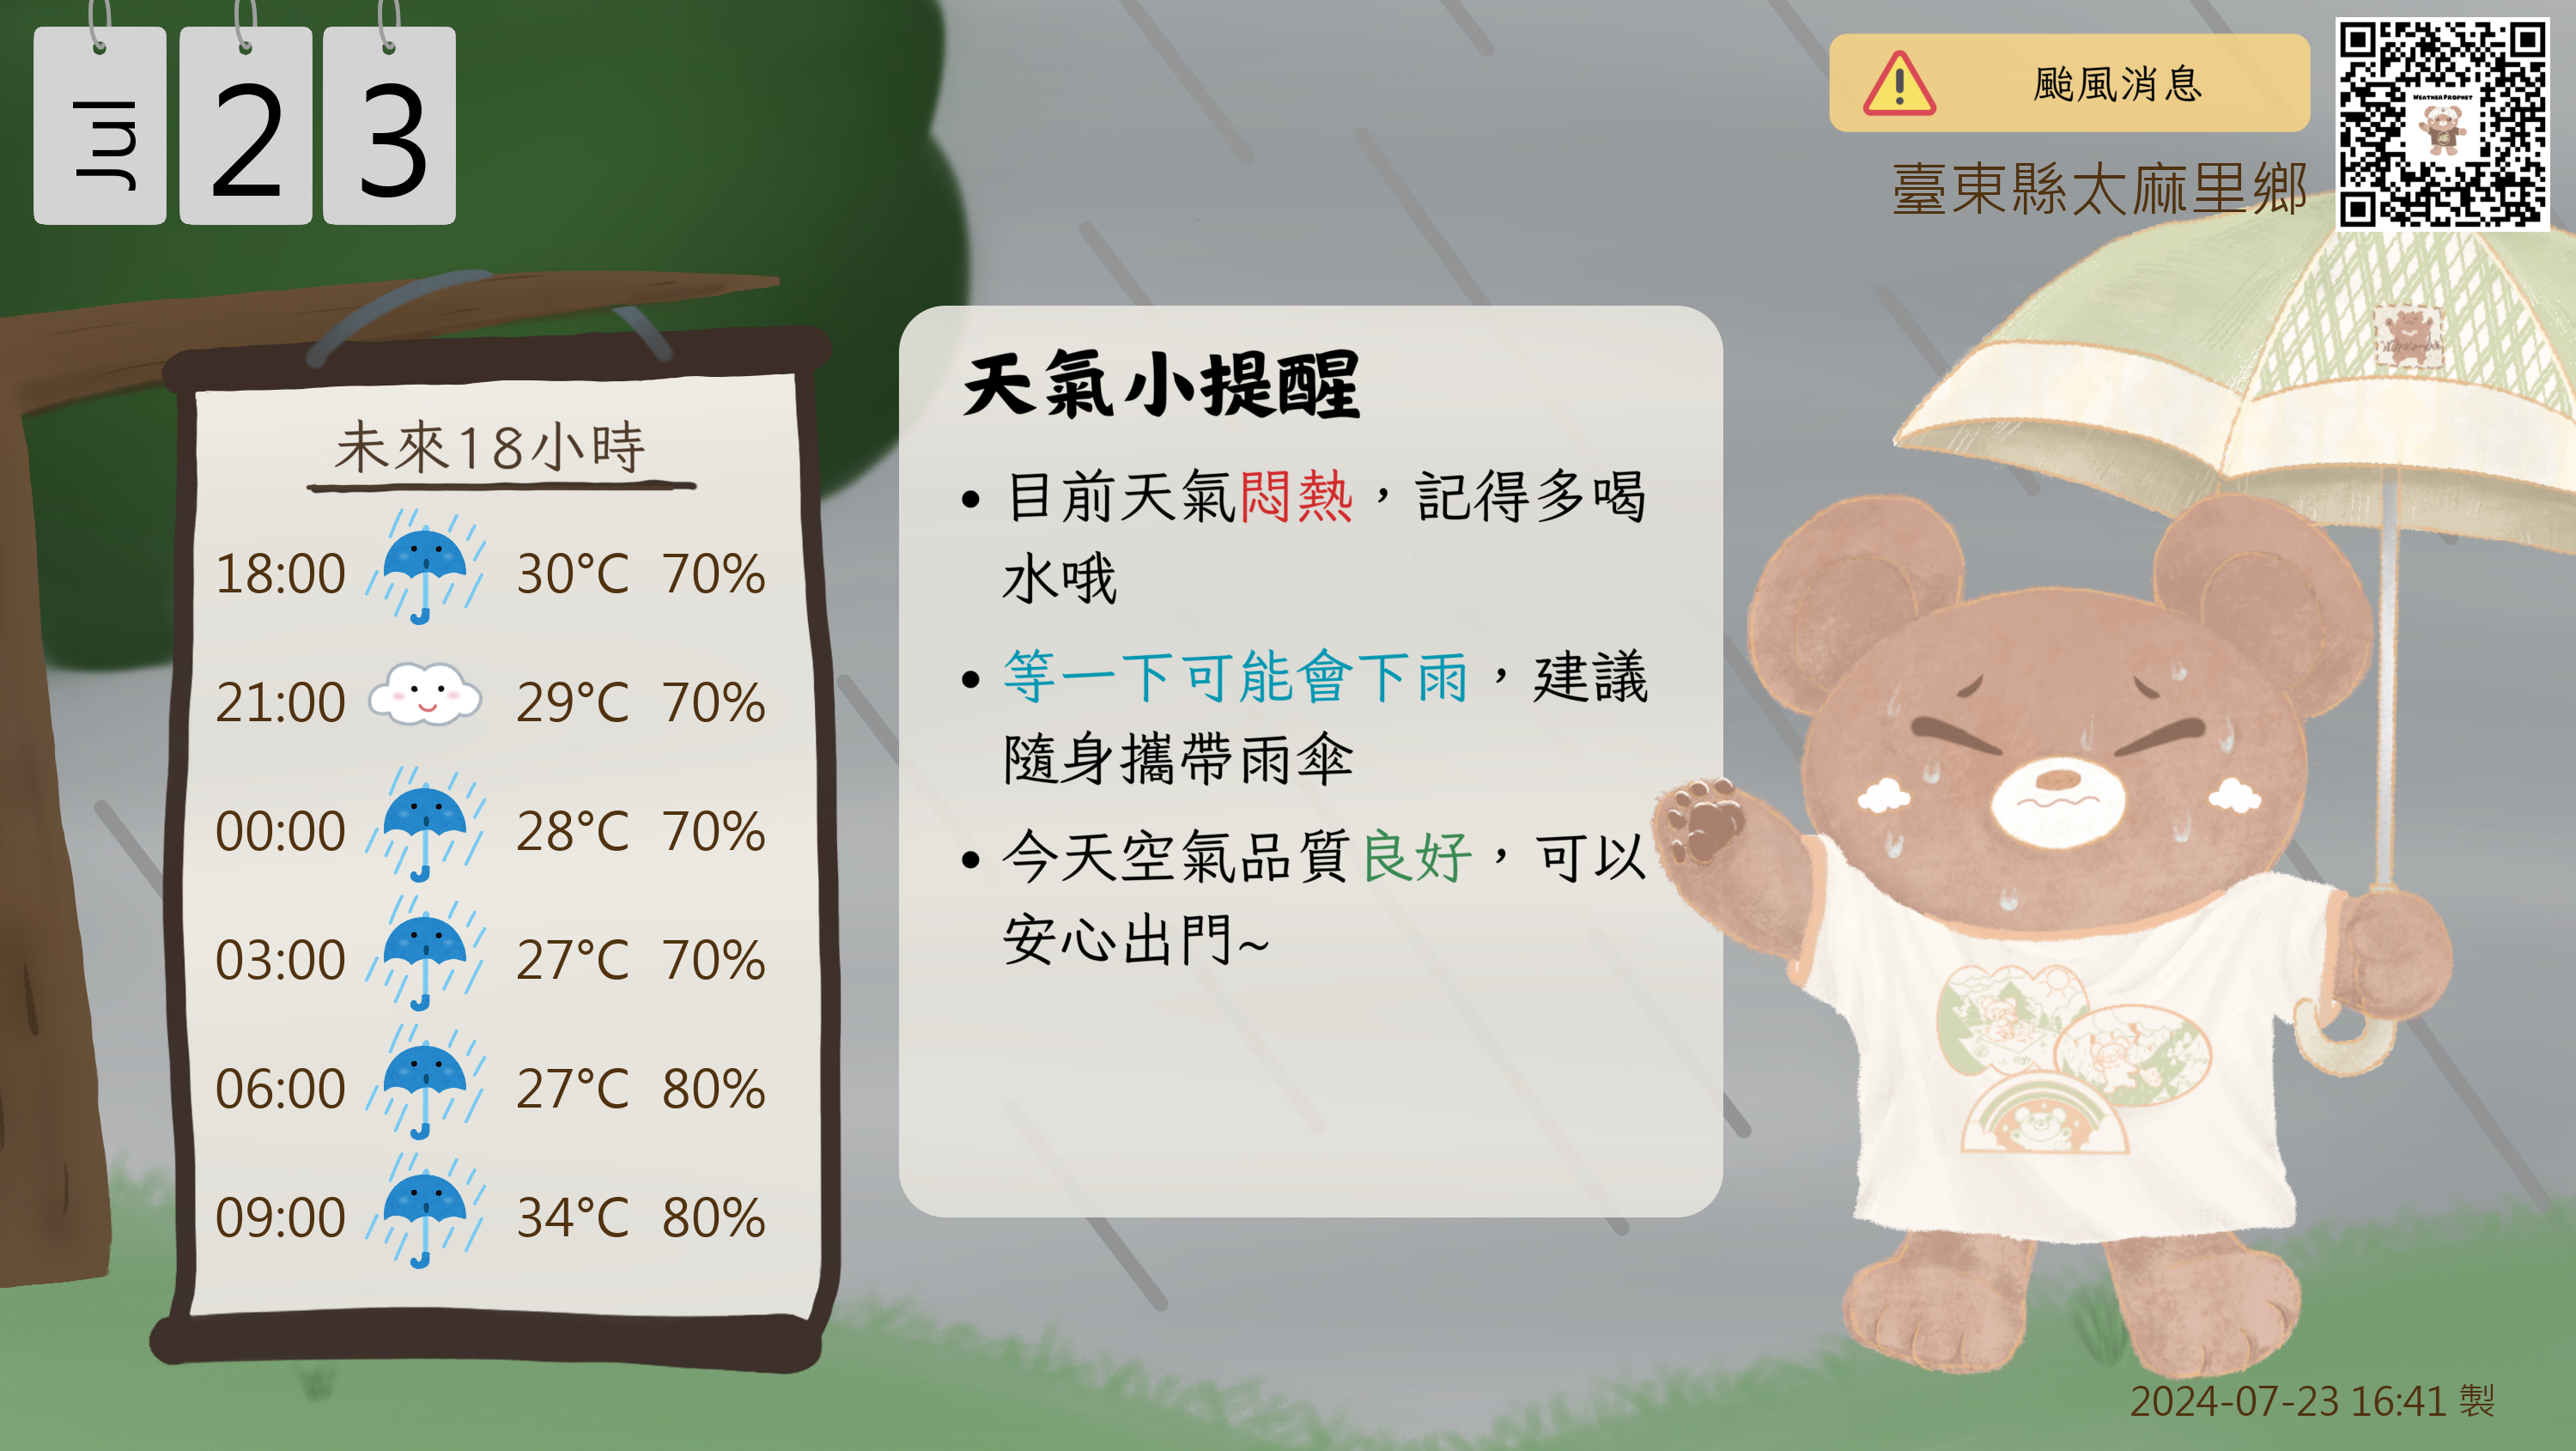 Jul
2
3
颱風消息
WEATHER PROPHET
臺東縣太麻里鄉
未來18小時
18:00 30°C 70%
21:00 29°C 70%
00:00 28°C 70%
03:00 27°C 70%
06:00 27°C 80%
09:00 34°C 80%
天氣小提醒
• 目前天氣悶熱，記得多喝
水哦
• 等一下可能會下雨，建議
隨身攜帶雨傘
• 今天空氣品質良好，可以
安心出門~
2024-07-23 16:41 製